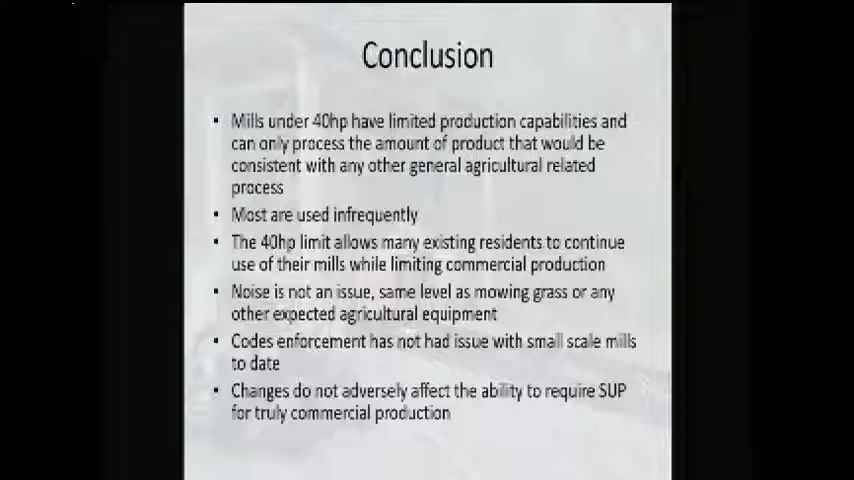 Conclusion
• Mills under 40hp have limited production capabilities and
can only process the amount of product that would be
consistent with any other general agricultural related
process
• Most are used infrequently
• The 40hp limit allows many existing residents to continue
use of their mills while limiting commercial production
• Noise is not an issue, same level as mowing grass or any
other expected agricultural equipment
• Codes enforcement has not had issue with small scale mills
to date
• Changes do not adversely affect the ability to require SUP
for truly commercial production